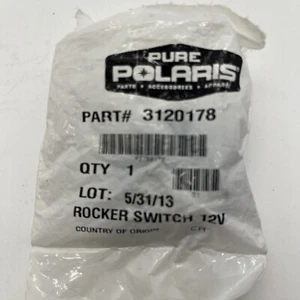 PURE
POLARIS
PARTS • ACCESSORIES • APPAREL
PART# 3120178
QTY 1
LOT: 5/31/13
ROCKER SWITCH 12V
COUNTRY OF ORIGIN